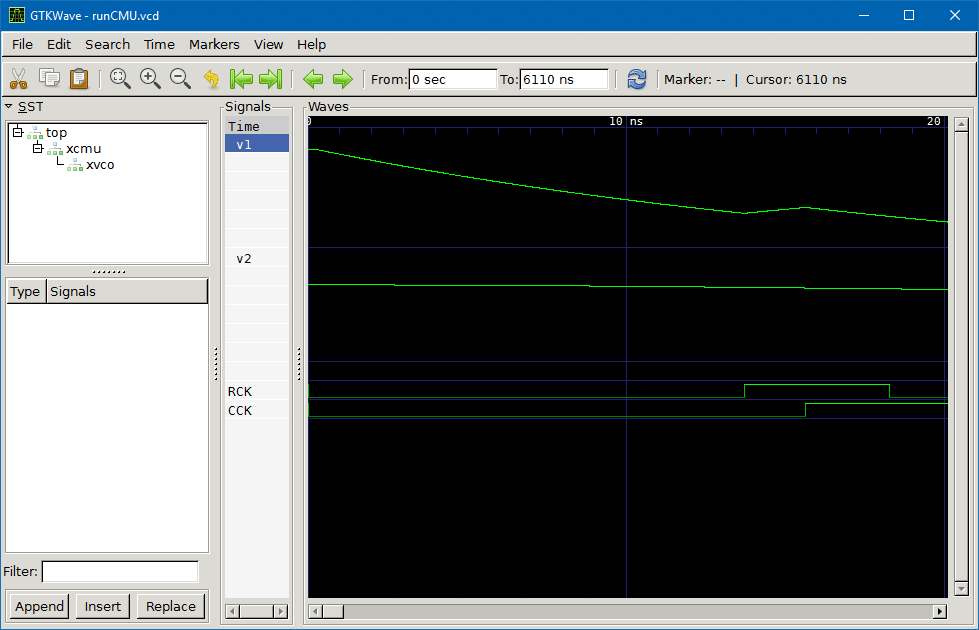 GTKWave - runCMU.vcd
File Edit Search Time Markers View Help
From: 0 sec To: 6110 ns Marker: -- | Cursor: 6110 ns
SST
top
xcmu
xvco
Type Signals
Filter:
Append Insert Replace
Signals
Time
v1
v2
RCK
CCK
Waves
0 10 ns 20